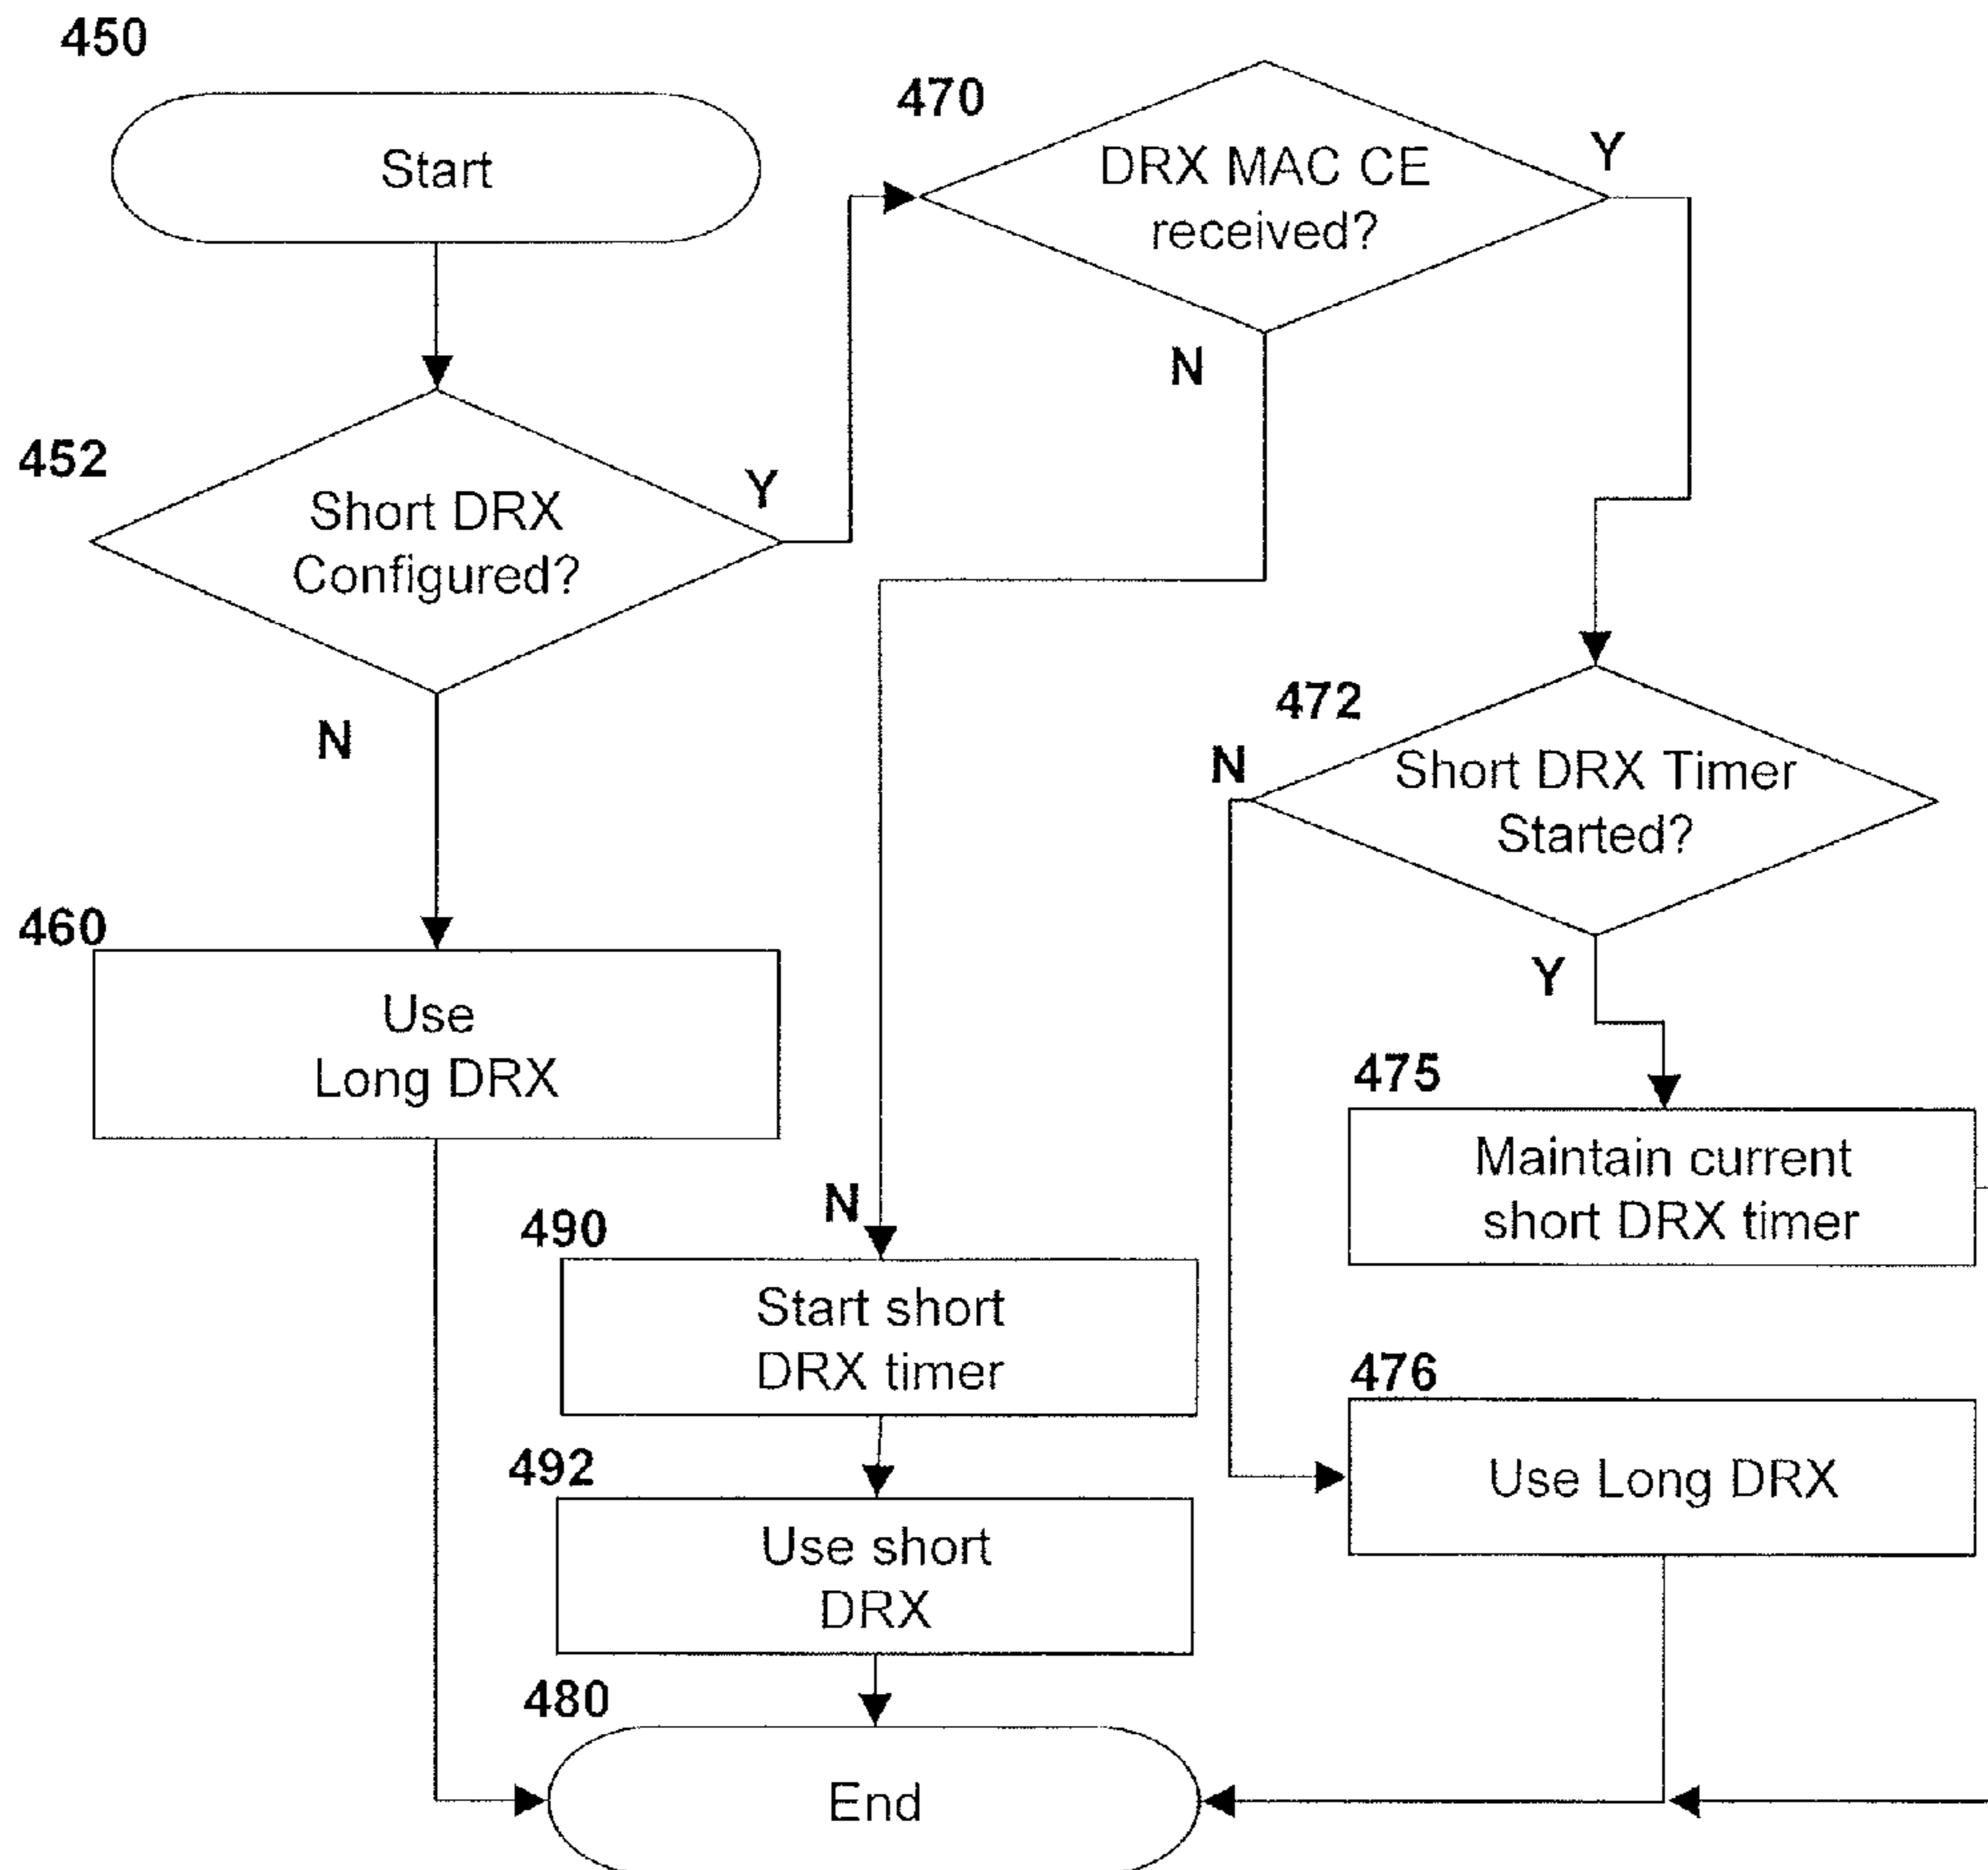 450
Start
452
Short DRX
Configured?
Y
N
460
Use
Long DRX
470
DRX MAC CE
received?
Y
N
472
Short DRX Timer
Started?
N
Y
475
Maintain current
short DRX timer
476
Use Long DRX
N
490
Start short
DRX timer
492
Use short
DRX
480
End